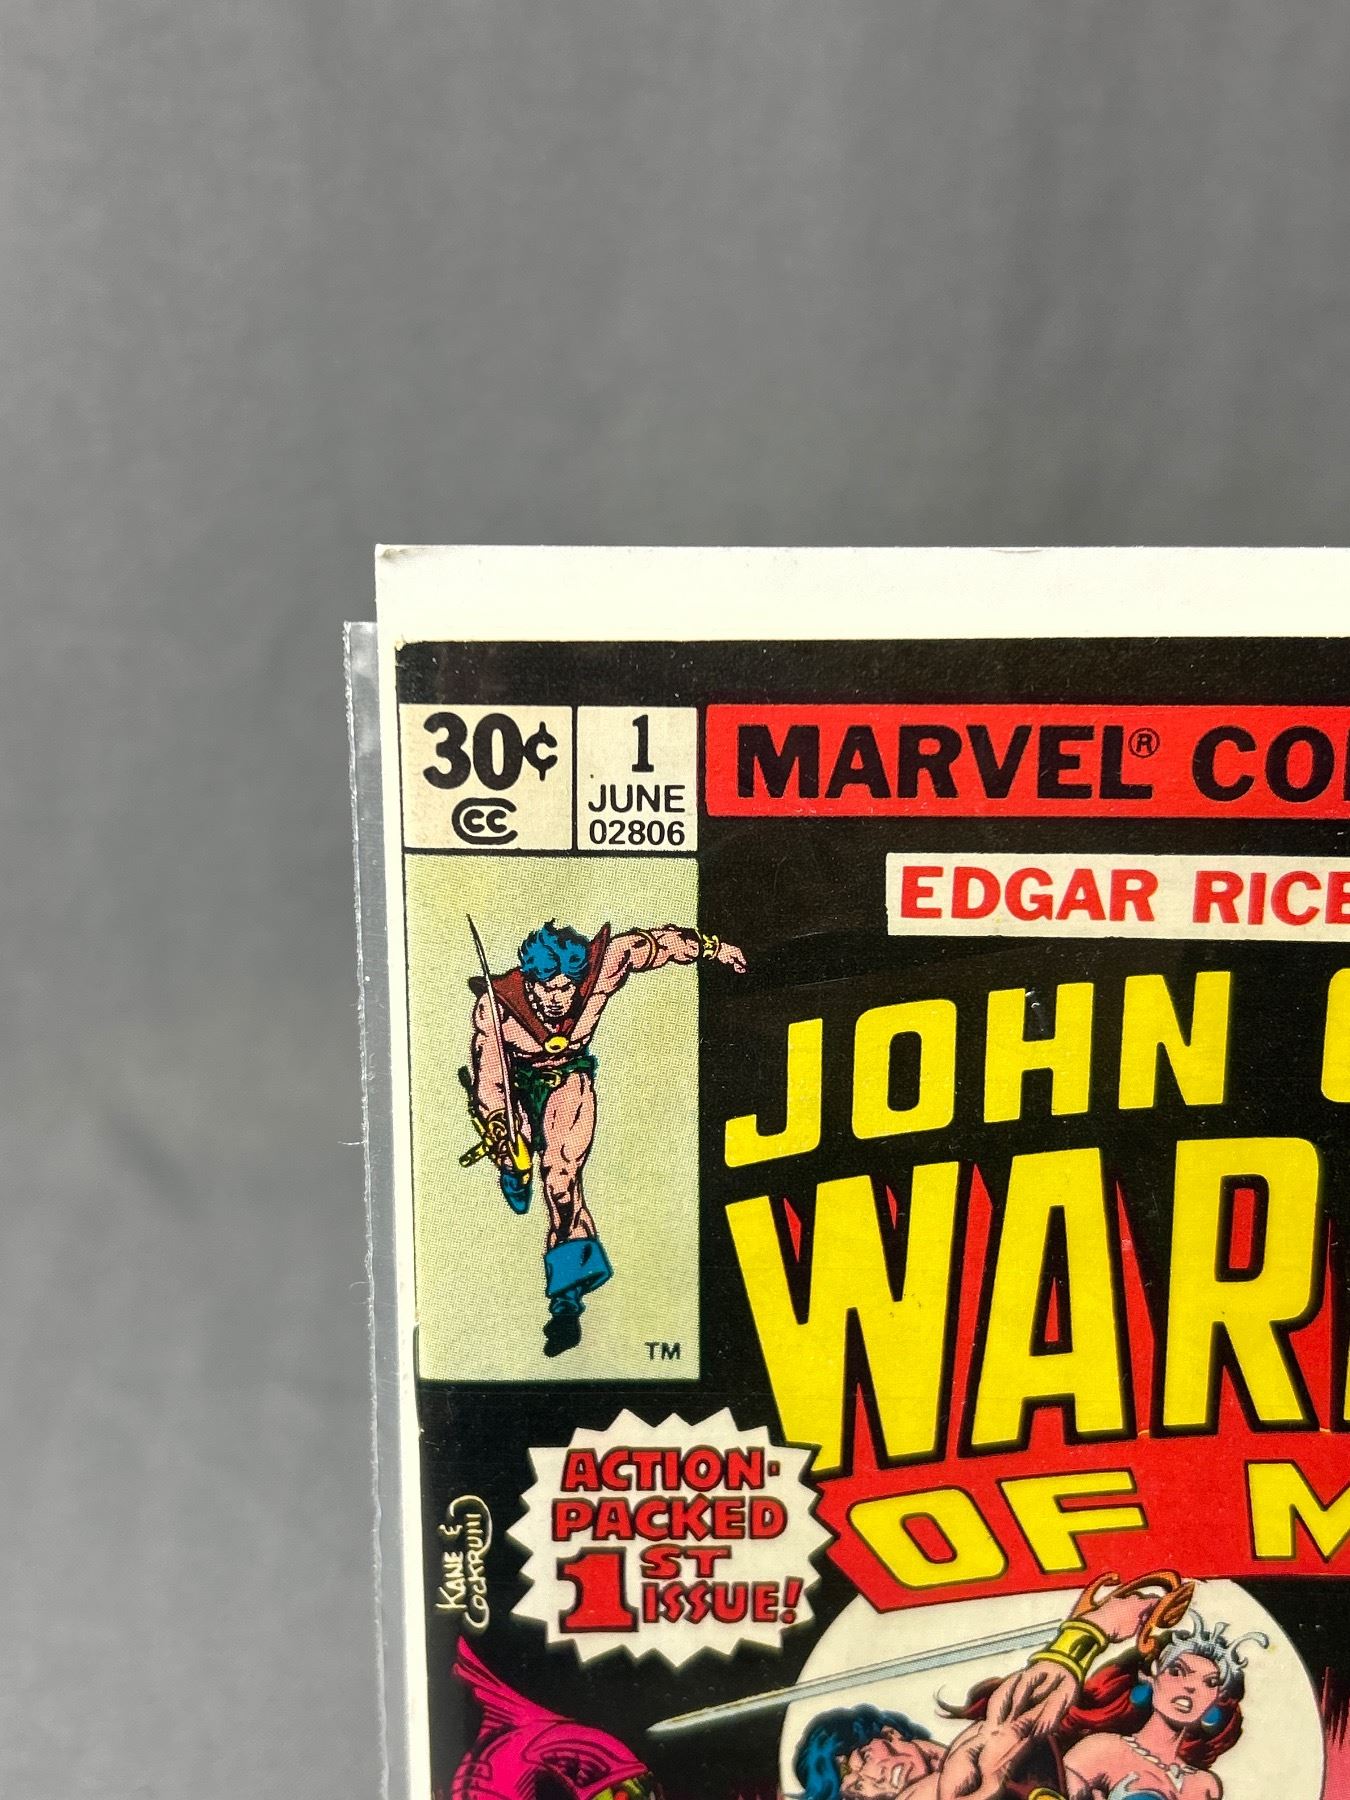 30¢
CC
1
JUNE
02806
MARVEL® CO
EDGAR RICE
JOHN
WAR
OF M
TM
ACTION-
PACKED
1ST
ISSUE!
KANE &
COCKRUM